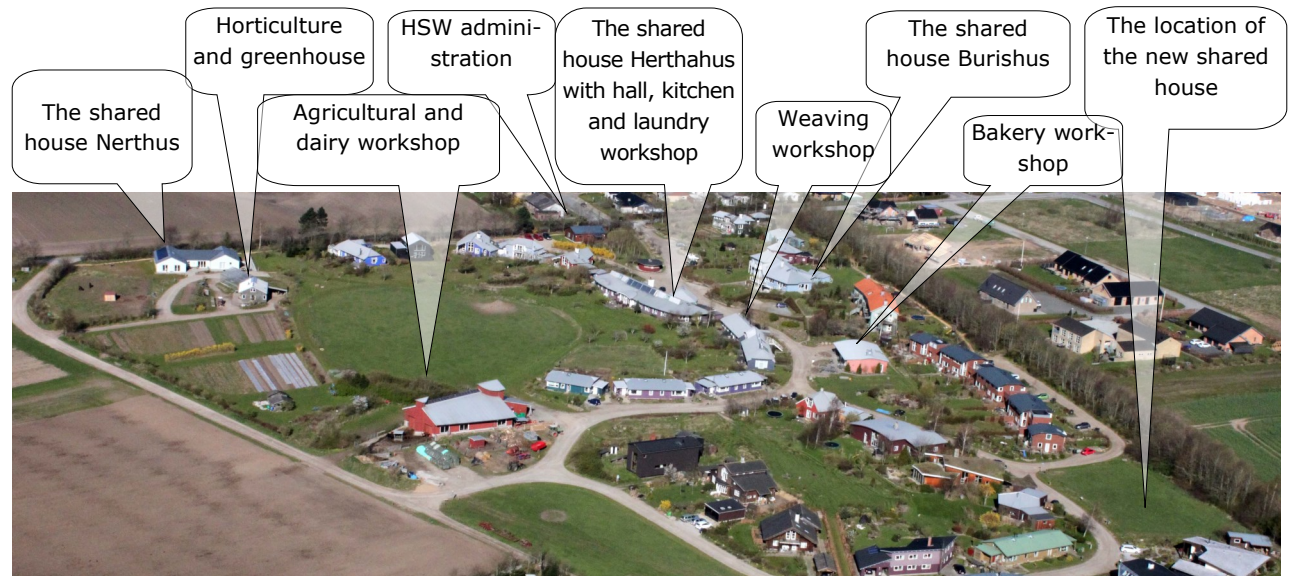 The shared
house Nerthus
Horticulture
and greenhouse
Agricultural and
dairy workshop
HSW admini-
stration
The shared
house Herthahus
with hall, kitchen
and laundry
workshop
Weaving
workshop
The shared
house Burishus
Bakery work-
shop
The location of
the new shared
house